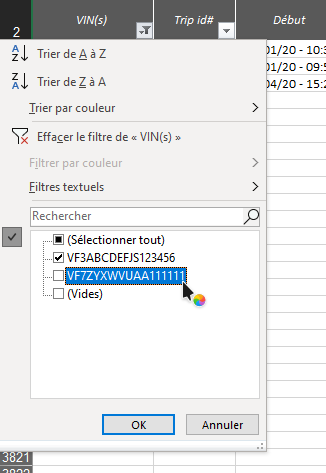 2 VIN(s) Trip id# Début
01/20 - 10:3
Trier de A à Z
01/20 - 09:5
Trier de Z à A
04/20 - 15:2
Trier par couleur
Effacer le filtre de « VIN(s) »
Filtrer par couleur
Filtres textuels
Rechercher
(Sélectionner tout)
VF3ABCDEFJS123456
VF7ZYXWVUAA111111
(Vides)
OK Annuler
3821